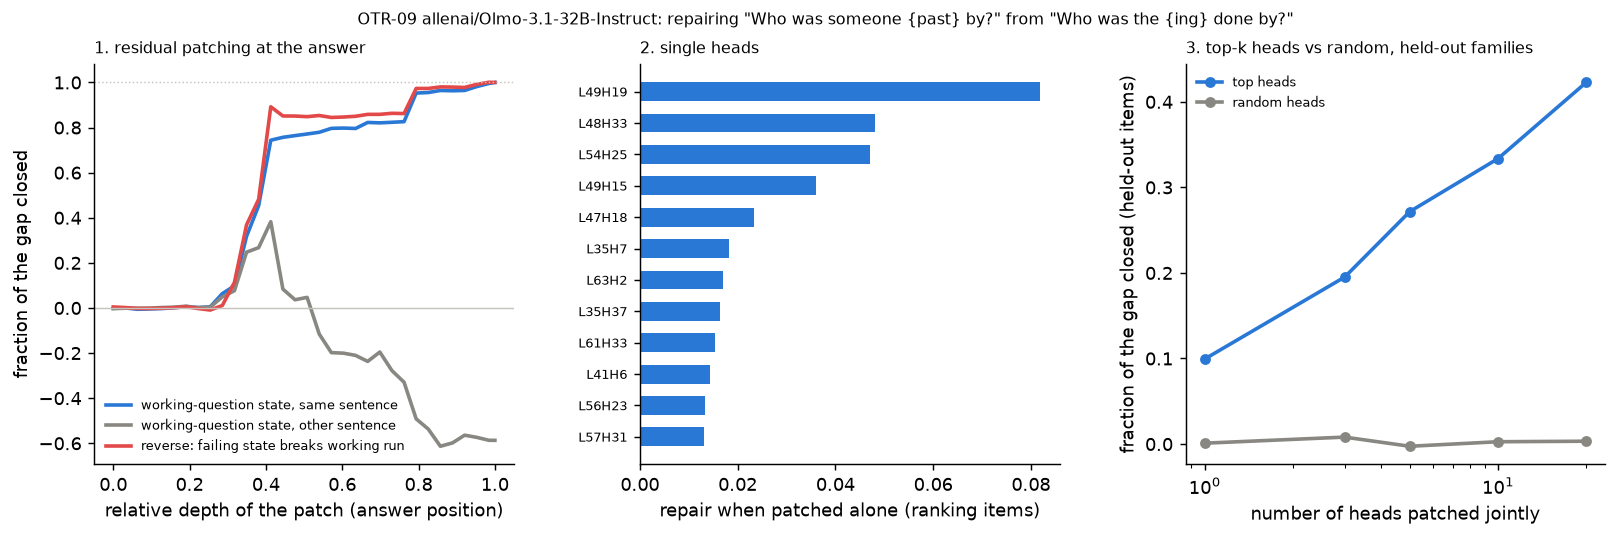 OTR-09 allenai/Olmo-3.1-32B-Instruct: repairing "Who was someone {past} by?" from "Who was the {ing} done by?"
1. residual patching at the answer
fraction of the gap closed
1.0
0.8
0.6
0.4
0.2
0.0
−0.2
−0.4
−0.6
working-question state, same sentence
working-question state, other sentence
reverse: failing state breaks working run
0.0 0.2 0.4 0.6 0.8 1.0
relative depth of the patch (answer position)
2. single heads
L49H19
L48H33
L54H25
L49H15
L47H18
L35H7
L63H2
L35H37
L61H33
L41H6
L56H23
L57H31
0.00 0.02 0.04 0.06 0.08
repair when patched alone (ranking items)
3. top-k heads vs random, held-out families
fraction of the gap closed (held-out items)
top heads
random heads
0.4
0.3
0.2
0.1
0.0
10⁰ 10¹
number of heads patched jointly